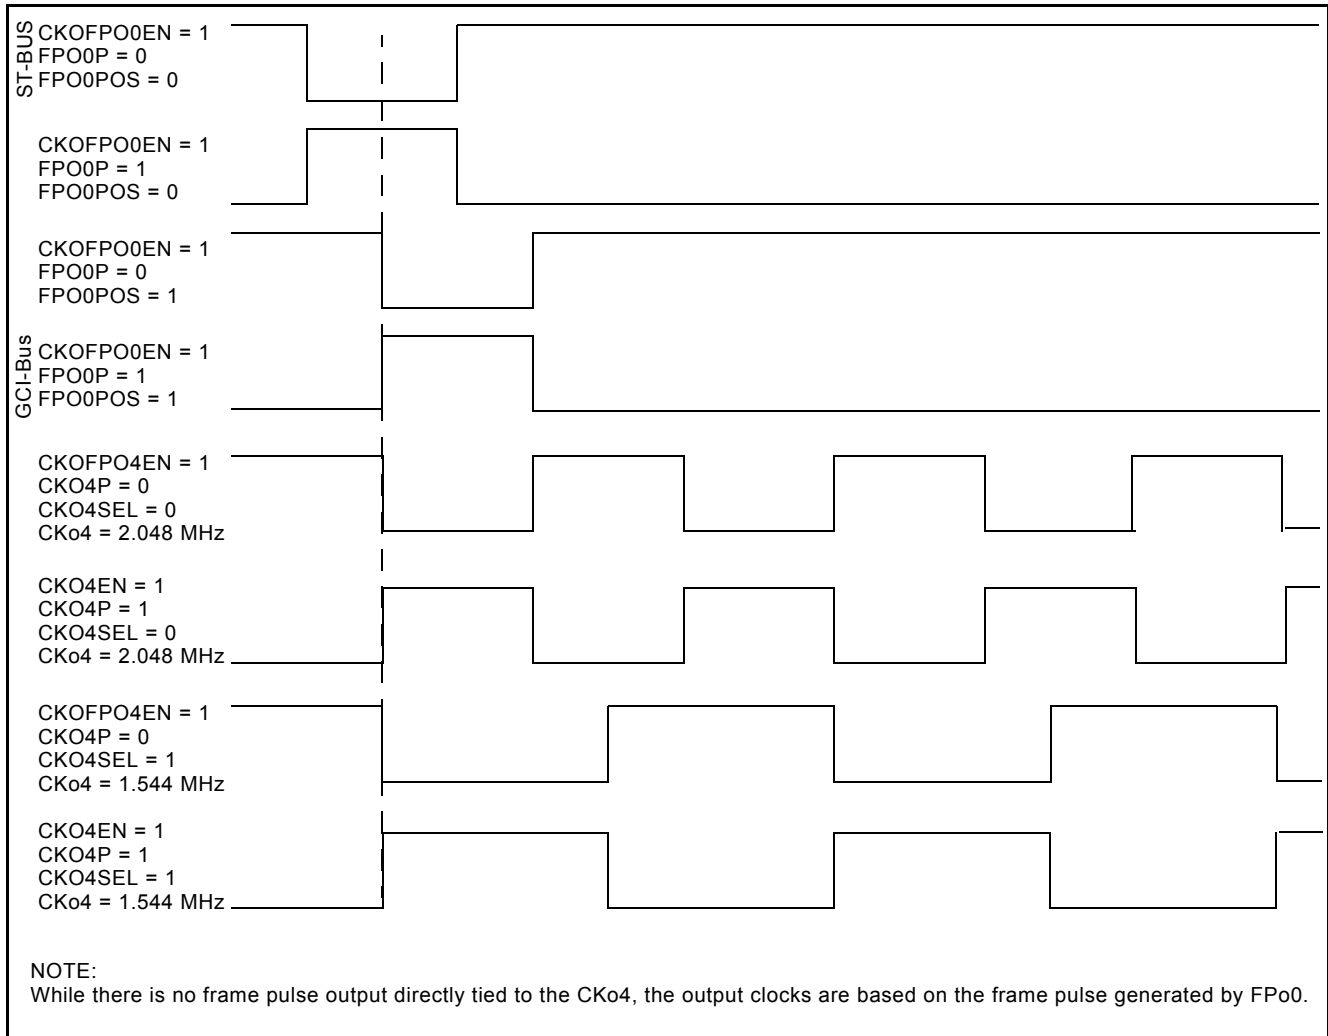 ST-BUS
CKOFPO0EN = 1
FPO0P = 0
FPO0POS = 0
CKOFPO0EN = 1
FPO0P = 1
FPO0POS = 0
CKOFPO0EN = 1
FPO0P = 0
FPO0POS = 1
GCI-Bus
CKOFPO0EN = 1
FPO0P = 1
FPO0POS = 1
CKOFPO4EN = 1
CKO4P = 0
CKO4SEL = 0
CKo4 = 2.048 MHz
CKO4EN = 1
CKO4P = 1
CKO4SEL = 0
CKo4 = 2.048 MHz
CKOFPO4EN = 1
CKO4P = 0
CKO4SEL = 1
CKo4 = 1.544 MHz
CKO4EN = 1
CKO4P = 1
CKO4SEL = 1
CKo4 = 1.544 MHz
NOTE:
While there is no frame pulse output directly tied to the CKo4, the output clocks are based on the frame pulse generated by FPo0.